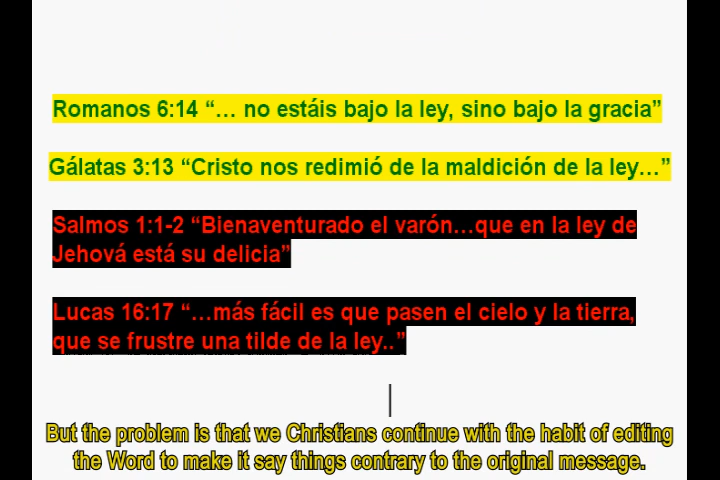 Romanos 6:14 “... no estáis bajo la ley, sino bajo la gracia”
Gálatas 3:13 “Cristo nos redimió de la maldición de la ley...”
Salmos 1:1-2 “Bienaventurado el varón...que en la ley de
Jehová está su delicia”
Lucas 16:17 “...más fácil es que pasen el cielo y la tierra,
que se frustre una tilde de la ley..”
But the problem is that we Christians continue with the habit of editing
the Word to make it say things contrary to the original message.